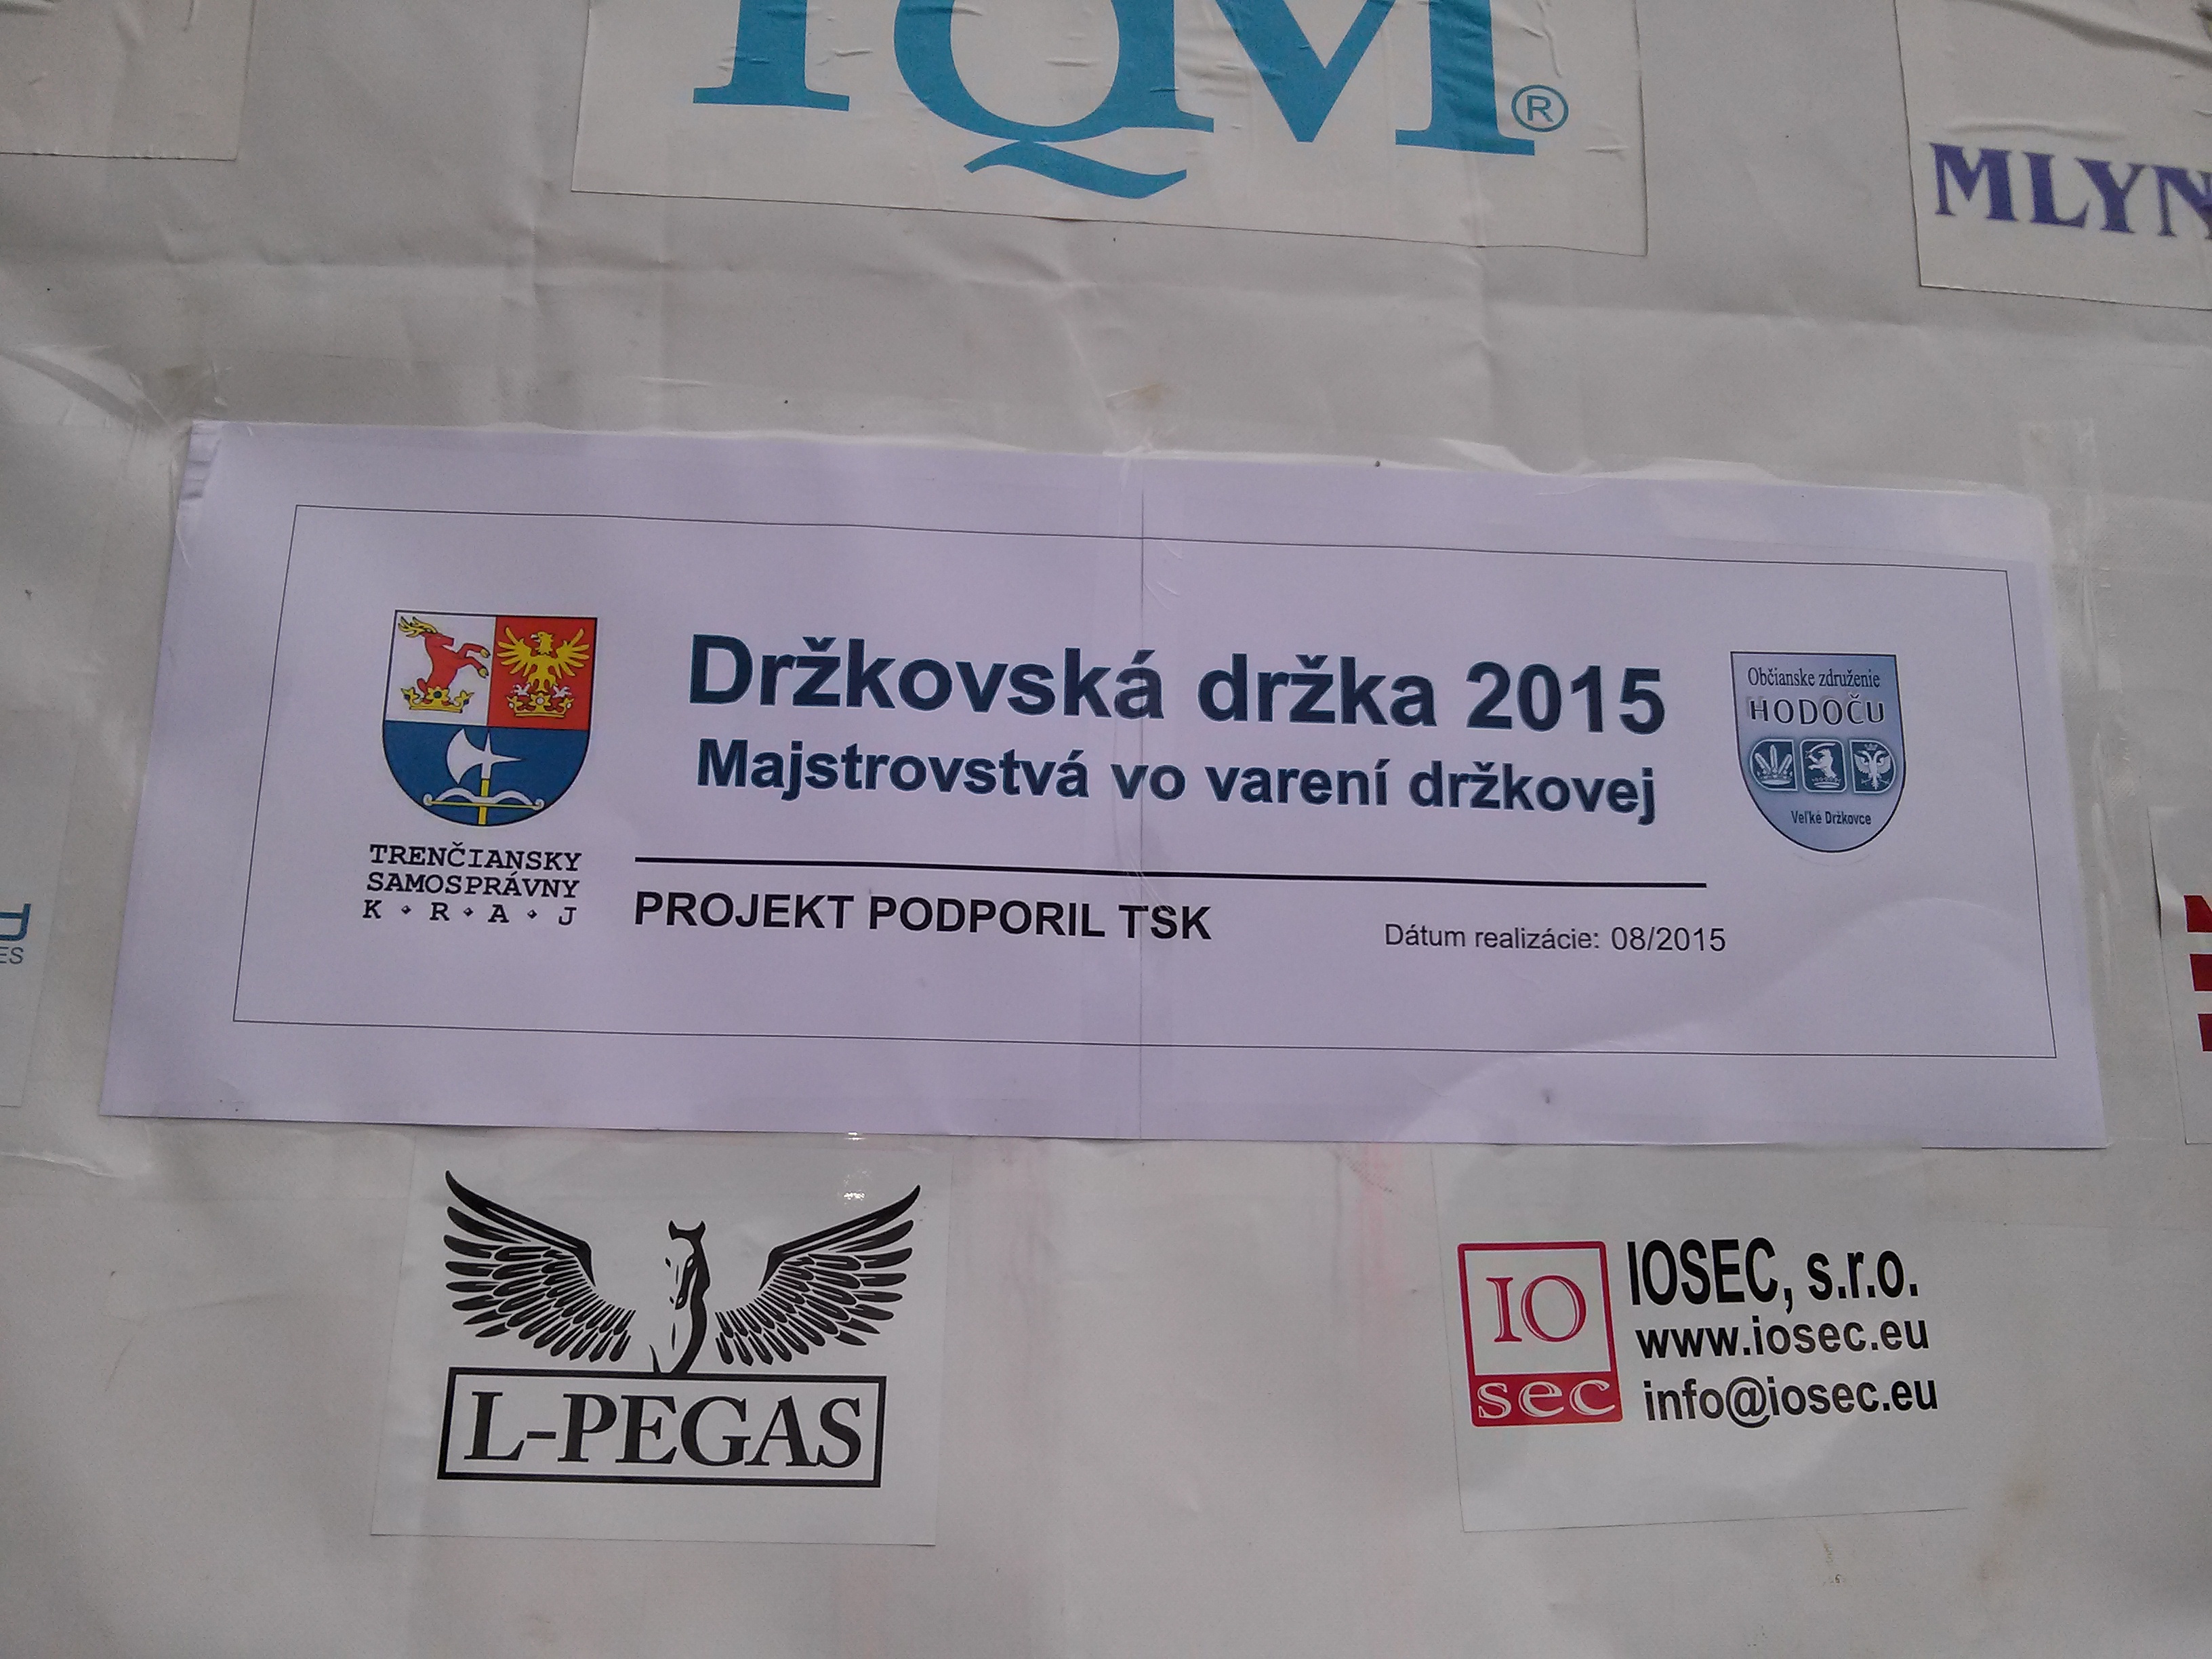 IQM®
MLYN
Držkovská držka 2015
Majstrovstvá vo varení držkovej
TRENČIANSKY
SAMOSPRÁVNY
K • R • A • J
PROJEKT PODPORIL TSK
Dátum realizácie: 08/2015
Občianske združenie
HODOČU
Veľké Držkovce
ES
L-PEGAS
IO
sec
IOSEC, s.r.o.
www.iosec.eu
info@iosec.eu